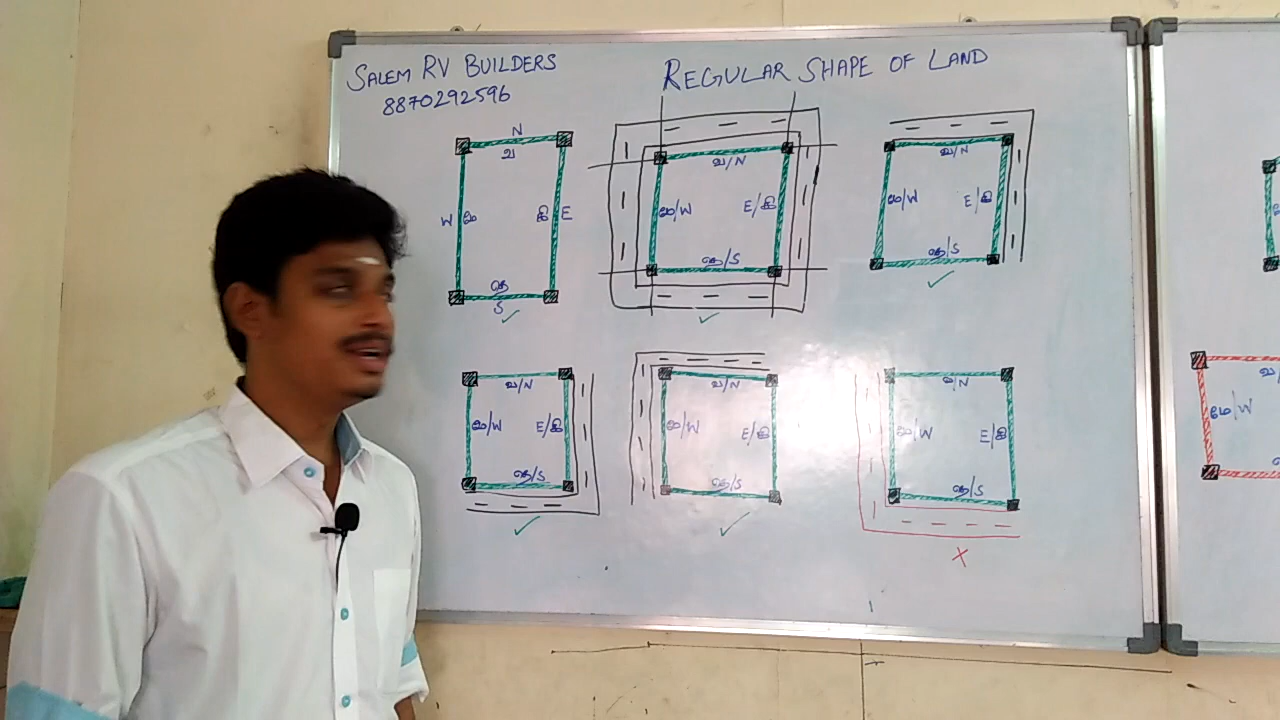 SALEM RV BUILDERS
8870292596
REGULAR SHAPE OF LAND
N
வ
W மே
கி E
தெ
S
வ/N
மே/W
E/கி
தெ/S
வ/N
மே/W
E/கி
தெ/S
வ/N
மே/W
E/கி
தெ/S
வ/N
மே/W
E/கி
தெ/S
வ/N
மே/W
E/கி
தெ/S
மே/W